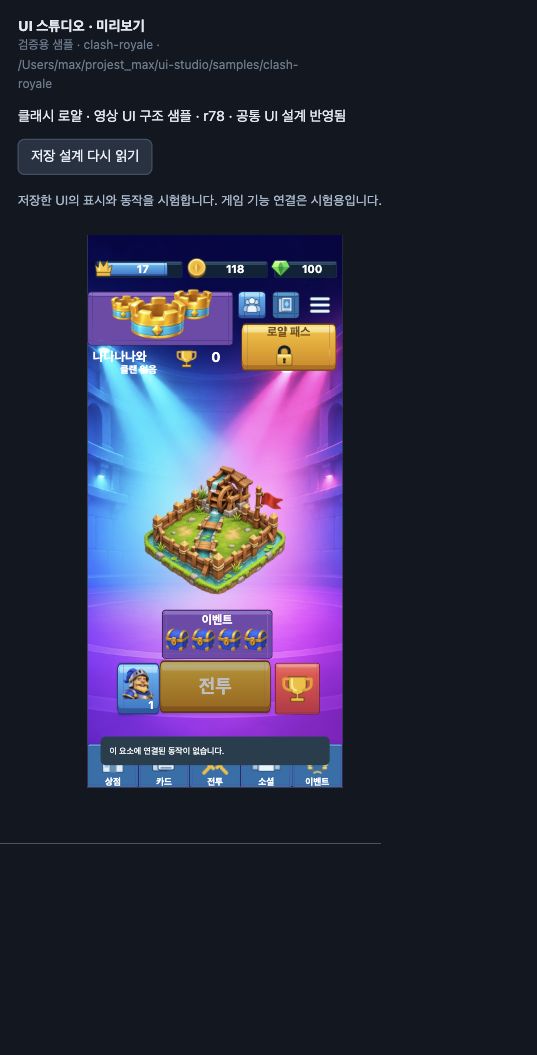 UI 스튜디오 · 미리보기
검증용 샘플 · clash-royale ·
/Users/max/projest_max/ui-studio/samples/clash-
royale
클래시 로얄 · 영상 UI 구조 샘플 · r78 · 공통 UI 설계 반영됨
저장 설계 다시 읽기
저장한 UI의 표시와 동작을 시험합니다. 게임 기능 연결은 시험용입니다.
17 118 100
로얄 패스
나나나나와 0
클랜 없음
이벤트
전투
1
이 요소에 연결된 동작이 없습니다.
상점 카드 전투 소셜 이벤트